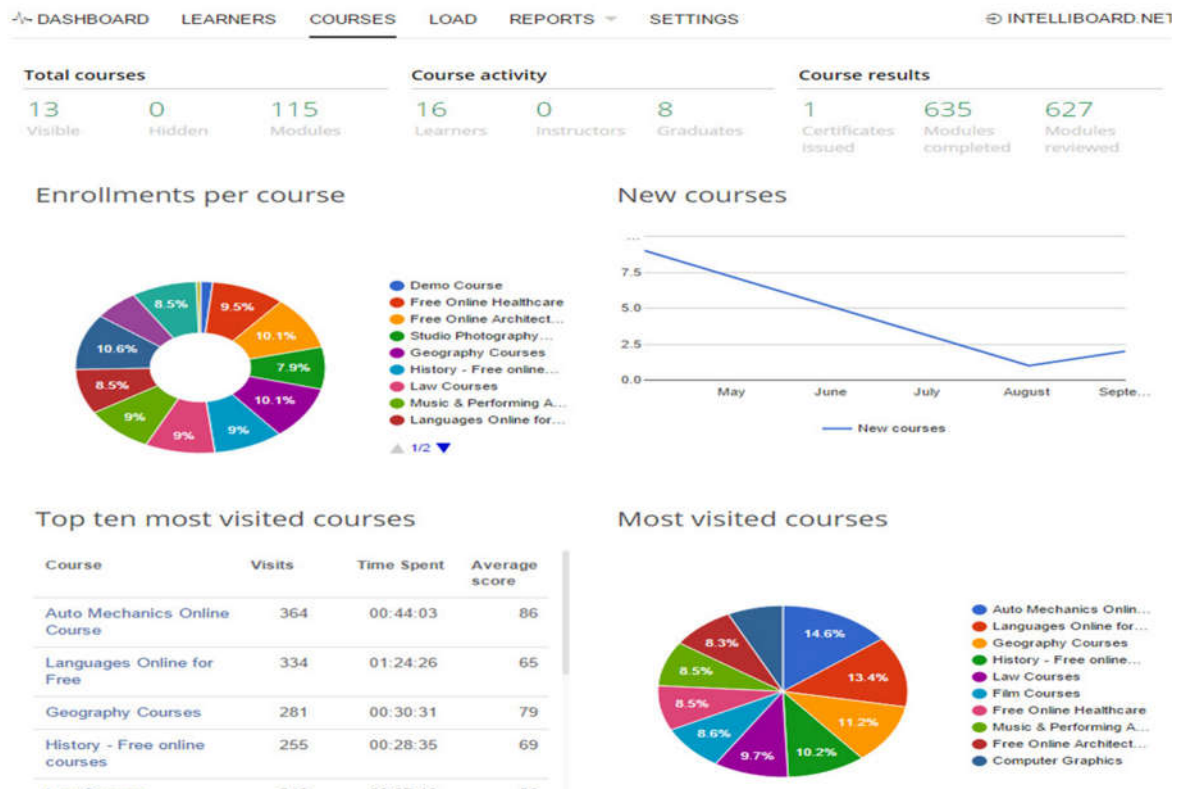 DASHBOARD LEARNERS COURSES LOAD REPORTS SETTINGS INTELLIBOARD.NET
Total courses
13 0 115
Visible Hidden Modules
Course activity
16 0 8
Learners Instructors Graduates
Course results
1 635 627
Certificates issued Modules completed Modules reviewed
Enrollments per course
8.5% 9.5%
10.1%
10.6%
7.9%
8.5%
10.1%
9%
9%
9%
Demo Course
Free Online Healthcare
Free Online Architect...
Studio Photography...
Geography Courses
History - Free online...
Law Courses
Music & Performing A...
Languages Online for...
1/2
New courses
...
7.5
5.0
2.5
0.0
May June July August Septe...
New courses
Top ten most visited courses
Course Visits Time Spent Average score
Auto Mechanics Online Course 364 00:44:03 86
Languages Online for Free 334 01:24:26 65
Geography Courses 281 00:30:31 79
History - Free online courses 255 00:28:35 69
Most visited courses
14.6%
8.3%
8.5%
13.4%
8.5%
11.2%
8.6%
9.7%
10.2%
Auto Mechanics Onlin...
Languages Online for...
Geography Courses
History - Free online...
Law Courses
Film Courses
Free Online Healthcare
Music & Performing A...
Free Online Architect...
Computer Graphics